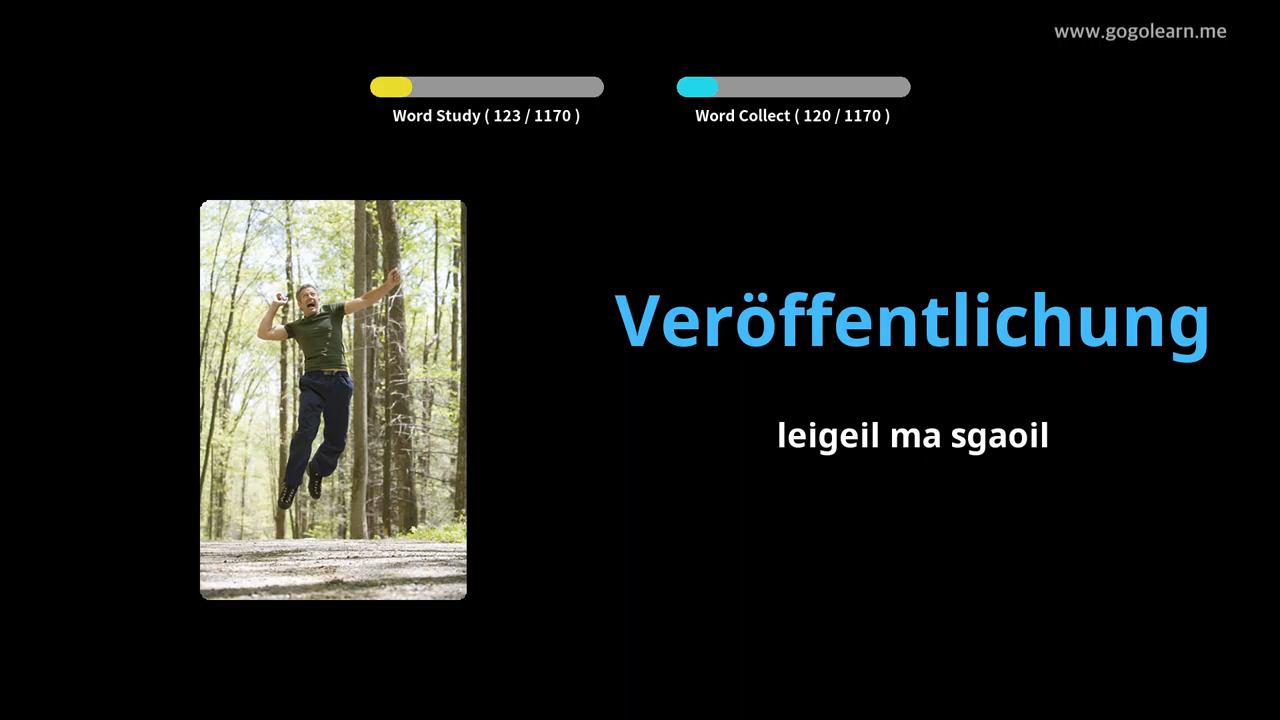 www.gogolearn.me
Word Study ( 123 / 1170 )
Word Collect ( 120 / 1170 )
Veröffentlichung
leigeil ma sgaoil